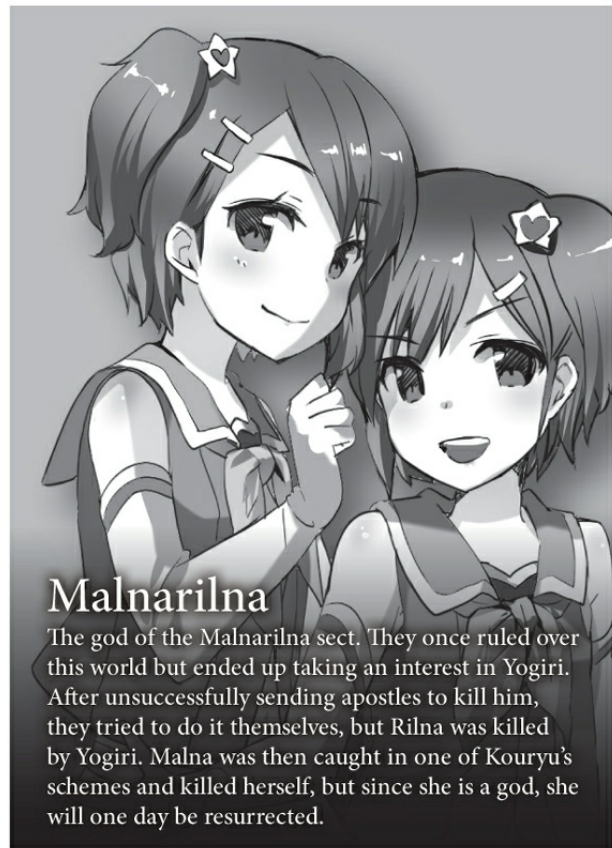 Malnarilna
The god of the Malnarilna sect. They once ruled over
this world but ended up taking an interest in Yogiri.
After unsuccessfully sending apostles to kill him,
they tried to do it themselves, but Rilna was killed
by Yogiri. Malna was then caught in one of Kouryu’s
schemes and killed herself, but since she is a god, she
will one day be resurrected.